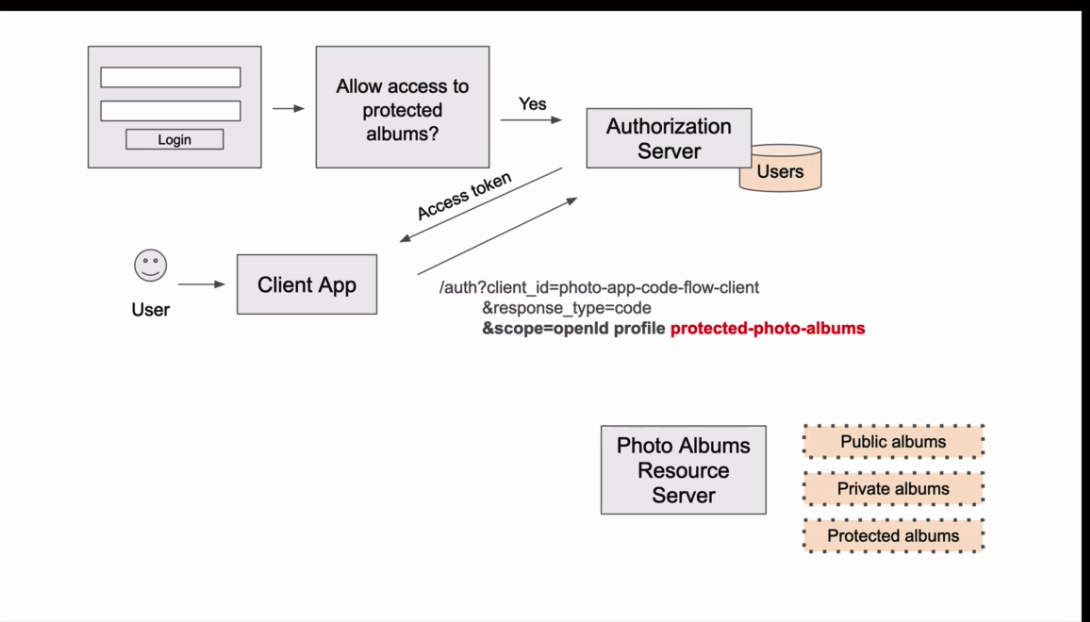 Login
Allow access to
protected
albums?
Yes
Authorization
Server
Users
Access token
User
Client App
/auth?client_id=photo-app-code-flow-client
&response_type=code
&scope=openId profile protected-photo-albums
Photo Albums
Resource
Server
Public albums
Private albums
Protected albums